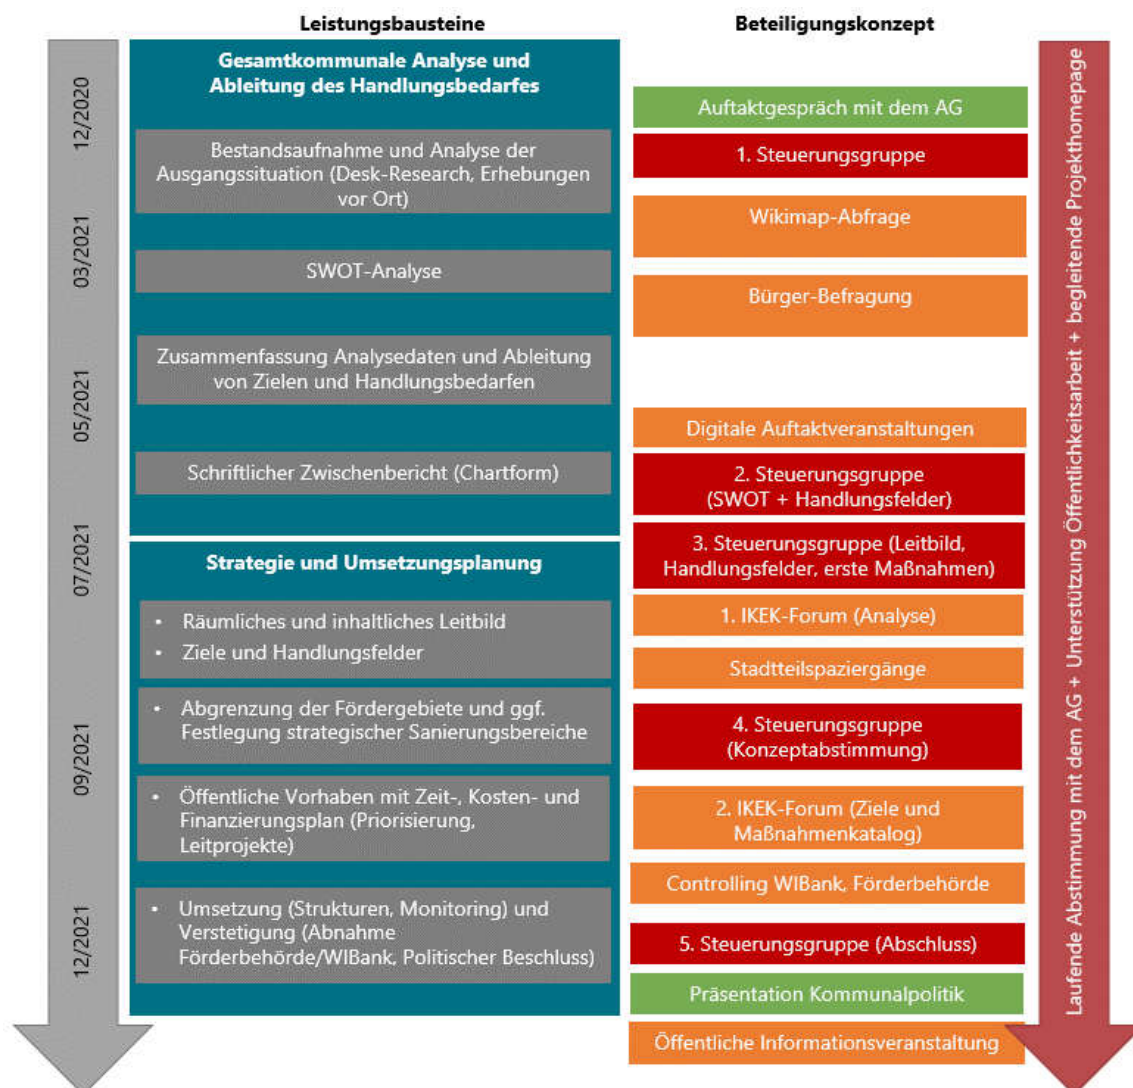 Leistungsbausteine
Beteiligungskonzept
12/2020
03/2021
05/2021
07/2021
09/2021
12/2021
Gesamtkommunale Analyse und
Ableitung des Handlungsbedarfes
Bestandsaufnahme und Analyse der
Ausgangssituation (Desk-Research, Erhebungen
vor Ort)
SWOT-Analyse
Zusammenfassung Analysedaten und Ableitung
von Zielen und Handlungsbedarfen
Schriftlicher Zwischenbericht (Chartform)
Strategie und Umsetzungsplanung
• Räumliches und inhaltliches Leitbild
• Ziele und Handlungsfelder
• Abgrenzung der Fördergebiete und ggf.
Festlegung strategischer Sanierungsbereiche
• Öffentliche Vorhaben mit Zeit-, Kosten- und
Finanzierungsplan (Priorisierung,
Leitprojekte)
• Umsetzung (Strukturen, Monitoring) und
Verstetigung (Abnahme
Förderbehörde/WIBank, Politischer Beschluss)
Auftaktgespräch mit dem AG
1. Steuerungsgruppe
Wikimap-Abfrage
Bürger-Befragung
Digitale Auftaktveranstaltungen
2. Steuerungsgruppe
(SWOT + Handlungsfelder)
3. Steuerungsgruppe (Leitbild,
Handlungsfelder, erste Maßnahmen)
1. IKEK-Forum (Analyse)
Stadtteilspaziergänge
4. Steuerungsgruppe
(Konzeptabstimmung)
2. IKEK-Forum (Ziele und
Maßnahmenkatalog)
Controlling WIBank, Förderbehörde
5. Steuerungsgruppe (Abschluss)
Präsentation Kommunalpolitik
Öffentliche Informationsveranstaltung
Laufende Abstimmung mit dem AG + Unterstützung Öffentlichkeitsarbeit + begleitende Projekthomepage